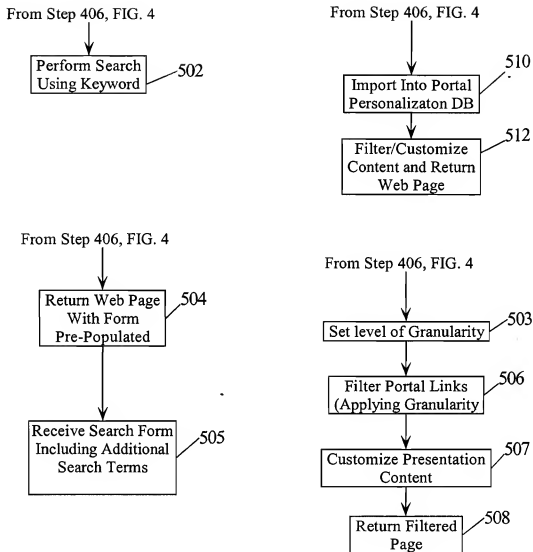 From Step 406, FIG. 4
Perform Search
Using Keyword
502
From Step 406, FIG. 4
Import Into Portal
Personalizaton DB
510
Filter/Customize
Content and Return
Web Page
512
From Step 406, FIG. 4
Return Web Page
With Form
Pre-Populated
504
Receive Search Form
Including Additional
Search Terms
505
From Step 406, FIG. 4
Set level of Granularity
503
Filter Portal Links
(Applying Granularity
506
Customize Presentation
Content
507
Return Filtered
Page
508